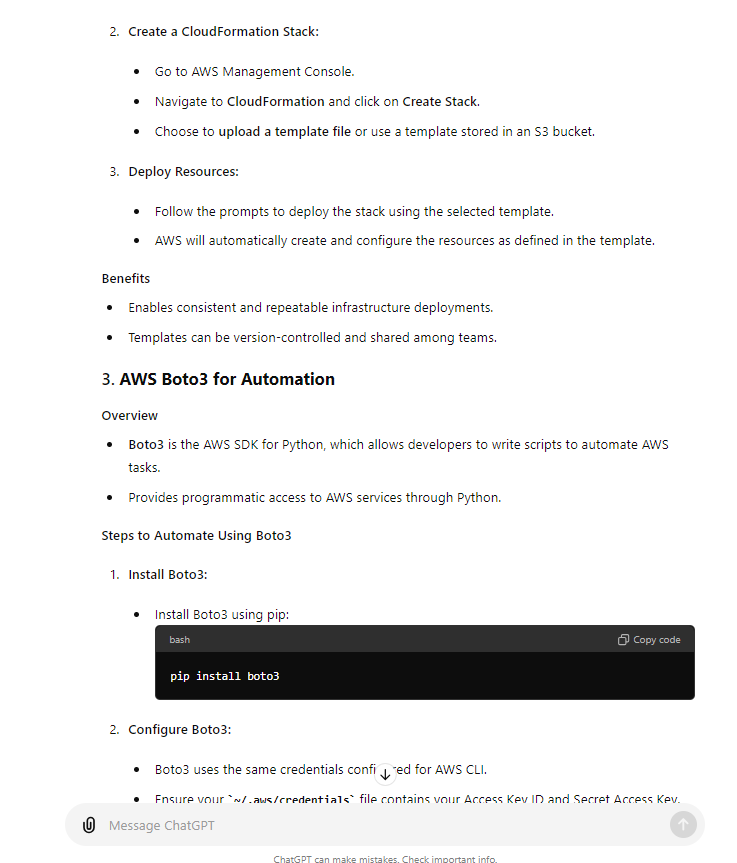 2. Create a CloudFormation Stack:
• Go to AWS Management Console.
• Navigate to CloudFormation and click on Create Stack.
• Choose to upload a template file or use a template stored in an S3 bucket.
3. Deploy Resources:
• Follow the prompts to deploy the stack using the selected template.
• AWS will automatically create and configure the resources as defined in the template.
Benefits
• Enables consistent and repeatable infrastructure deployments.
• Templates can be version-controlled and shared among teams.
3. AWS Boto3 for Automation
Overview
• Boto3 is the AWS SDK for Python, which allows developers to write scripts to automate AWS
tasks.
• Provides programmatic access to AWS services through Python.
Steps to Automate Using Boto3
1. Install Boto3:
• Install Boto3 using pip:
bash Copy code
pip install boto3
2. Configure Boto3:
• Boto3 uses the same credentials for AWS CLI.
• Ensure your `~/.aws/credentials` file contains your Access Key ID and Secret Access Key.
Message ChatGPT
ChatGPT can make mistakes. Check important info.